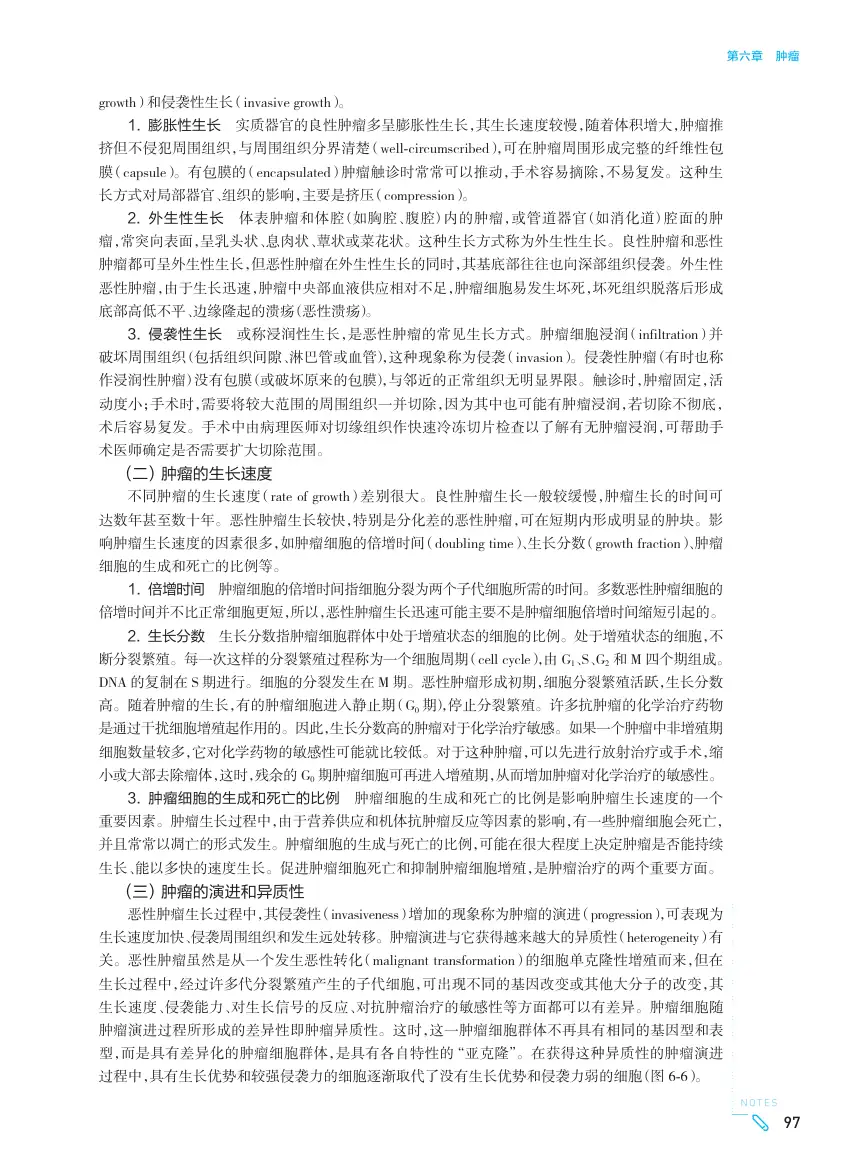 第六章 肿瘤
growth）和侵袭性生长（invasive growth）。
1. 膨胀性生长 实质器官的良性肿瘤多呈膨胀性生长，其生长速度较慢，随着体积增大，肿瘤推
挤但不侵犯周围组织，与周围组织分界清楚（well-circumscribed），可在肿瘤周围形成完整的纤维性包
膜（capsule）。有包膜的（encapsulated）肿瘤触诊时常常可以推动，手术容易摘除，不易复发。这种生
长方式对局部器官、组织的影响，主要是挤压（compression）。
2. 外生性生长 体表肿瘤和体腔（如胸腔、腹腔）内的肿瘤，或管道器官（如消化道）腔面的肿
瘤，常突向表面，呈乳头状、息肉状、蕈状或菜花状。这种生长方式称为外生性生长。良性肿瘤和恶性
肿瘤都可呈外生性生长，但恶性肿瘤在外生性生长的同时，其基底部往往也向深部组织侵袭。外生性
恶性肿瘤，由于生长迅速，肿瘤中央部血液供应相对不足，肿瘤细胞易发生坏死，坏死组织脱落后形成
底部高低不平、边缘隆起的溃疡（恶性溃疡）。
3. 侵袭性生长 或称浸润性生长，是恶性肿瘤的常见生长方式。肿瘤细胞浸润（infiltration）并
破坏周围组织（包括组织间隙、淋巴管或血管），这种现象称为侵袭（invasion）。侵袭性肿瘤（有时也称
作浸润性肿瘤）没有包膜（或破坏原来的包膜），与邻近的正常组织无明显界限。触诊时，肿瘤固定，活
动度小；手术时，需要将较大范围的周围组织一并切除，因为其中也可能有肿瘤浸润，若切除不彻底，
术后容易复发。手术中由病理医师对切缘组织作快速冷冻切片检查以了解有无肿瘤浸润，可帮助手
术医师确定是否需要扩大切除范围。
（二）肿瘤的生长速度
不同肿瘤的生长速度（rate of growth）差别很大。良性肿瘤生长一般较缓慢，肿瘤生长的时间可
达数年甚至数十年。恶性肿瘤生长较快，特别是分化差的恶性肿瘤，可在短期内形成明显的肿块。影
响肿瘤生长速度的因素很多，如肿瘤细胞的倍增时间（doubling time）、生长分数（growth fraction）、肿瘤
细胞的生成和死亡的比例等。
1. 倍增时间 肿瘤细胞的倍增时间指细胞分裂为两个子代细胞所需的时间。多数恶性肿瘤细胞的
倍增时间并不比正常细胞更短，所以，恶性肿瘤生长迅速可能主要不是肿瘤细胞倍增时间缩短引起的。
2. 生长分数 生长分数指肿瘤细胞群体中处于增殖状态的细胞的比例。处于增殖状态的细胞，不
断分裂繁殖。每一次这样的分裂繁殖过程称为一个细胞周期（cell cycle），由 G₁、S、G₂ 和 M 四个期组成。
DNA 的复制在 S 期进行。细胞的分裂发生在 M 期。恶性肿瘤形成初期，细胞分裂繁殖活跃，生长分数
高。随着肿瘤的生长，有的肿瘤细胞进入静止期（G₀ 期），停止分裂繁殖。许多抗肿瘤的化学治疗药物
是通过干扰细胞增殖起作用的。因此，生长分数高的肿瘤对于化学治疗敏感。如果一个肿瘤中非增殖期
细胞数量较多，它对化学药物的敏感性可能就比较低。对于这种肿瘤，可以先进行放射治疗或手术，缩
小或大部去除瘤体，这时，残余的 G₀ 期肿瘤细胞可再进入增殖期，从而增加肿瘤对化学治疗的敏感性。
3. 肿瘤细胞的生成和死亡的比例 肿瘤细胞的生成和死亡的比例是影响肿瘤生长速度的一个
重要因素。肿瘤生长过程中，由于营养供应和机体抗肿瘤反应等因素的影响，有一些肿瘤细胞会死亡，
并且常常以凋亡的形式发生。肿瘤细胞的生成与死亡的比例，可能在很大程度上决定肿瘤是否能持续
生长、能以多快的速度生长。促进肿瘤细胞死亡和抑制肿瘤细胞增殖，是肿瘤治疗的两个重要方面。
（三）肿瘤的演进和异质性
恶性肿瘤生长过程中，其侵袭性（invasiveness）增加的现象称为肿瘤的演进（progression），可表现为
生长速度加快、侵袭周围组织和发生远处转移。肿瘤演进与它获得越来越大的异质性（heterogeneity）有
关。恶性肿瘤虽然是从一个发生恶性转化（malignant transformation）的细胞单克隆性增殖而来，但在
生长过程中，经过许多代分裂繁殖产生的子代细胞，可出现不同的基因改变或其他大分子的改变，其
生长速度、侵袭能力、对生长信号的反应、对抗肿瘤治疗的敏感性等方面都可以有差异。肿瘤细胞随
肿瘤演进过程所形成的差异性即肿瘤异质性。这时，这一肿瘤细胞群体不再具有相同的基因型和表
型，而是具有差异化的肿瘤细胞群体，是具有各自特性的“亚克隆”。在获得这种异质性的肿瘤演进
过程中，具有生长优势和较强侵袭力的细胞逐渐取代了没有生长优势和侵袭力弱的细胞（图 6-6）。
NOTES
97